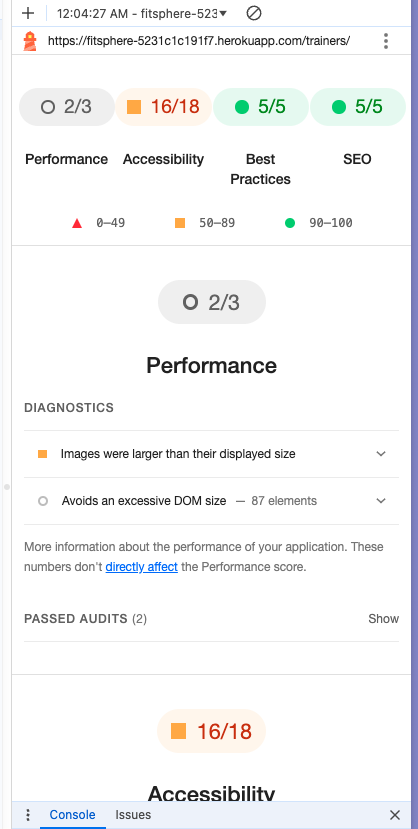 12:04:27 AM - fitsphere-523
https://fitsphere-5231c1c191f7.herokuapp.com/trainers/
2/3 16/18 5/5 5/5
Performance Accessibility Best Practices SEO
0–49 50–89 90–100
2/3
Performance
DIAGNOSTICS
Images were larger than their displayed size
Avoids an excessive DOM size — 87 elements
More information about the performance of your application. These
numbers don't directly affect the Performance score.
PASSED AUDITS (2) Show
16/18
Accessibility
Console Issues